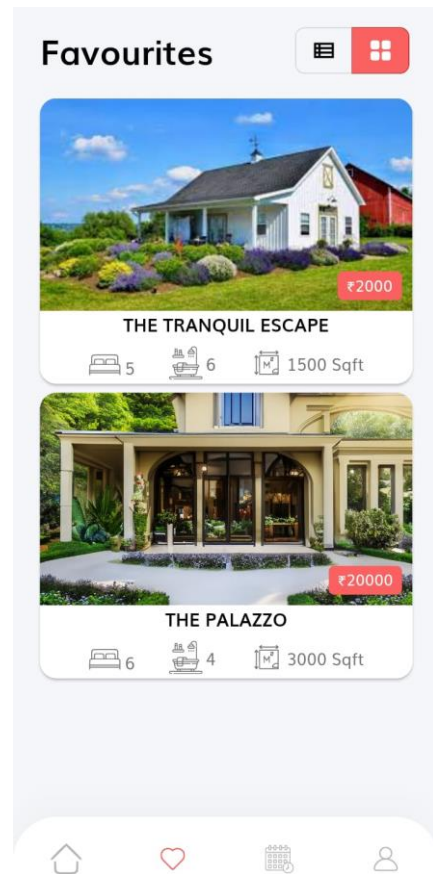 Favourites
₹2000
THE TRANQUIL ESCAPE
5 6 1500 Sqft
₹20000
THE PALAZZO
6 4 3000 Sqft